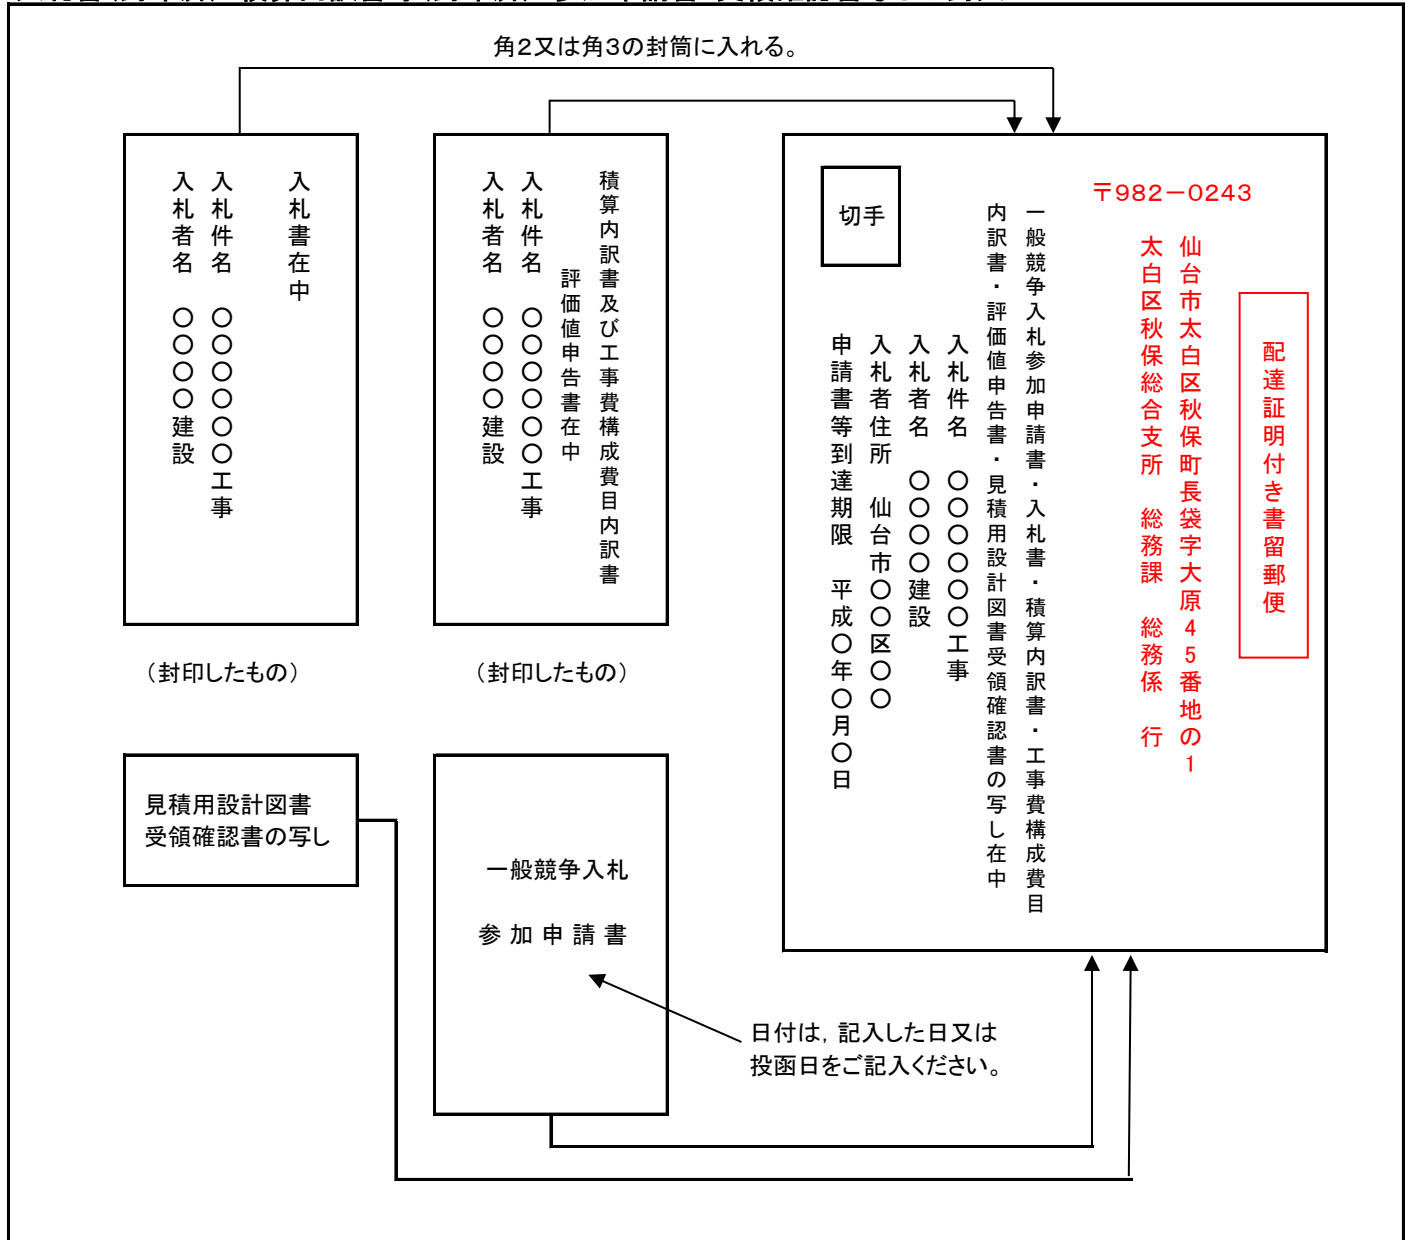 角2又は角3の封筒に入れる。
入札書在中
入札件名 〇〇〇〇〇〇工事
入札者名 〇〇〇〇建設
(封印したもの)
積算内訳書及び工事費構成費目内訳書
評価値申告書在中
入札件名 〇〇〇〇〇〇工事
入札者名 〇〇〇〇建設
(封印したもの)
切手
〒982-0243
配達証明付き書留郵便
仙台市太白区秋保町長袋字大原45番地の1
太白区秋保総合支所 総務課 総務係 行
一般競争入札参加申請書・入札書・積算内訳書・工事費構成費目
内訳書・評価値申告書・見積用設計図書受領確認書の写し在中
入札件名 〇〇〇〇〇〇工事
入札者名 〇〇〇〇建設
入札者住所 仙台市〇〇区〇〇
申請書等到達期限 平成〇年〇月〇日
見積用設計図書
受領確認書の写し
一般競争入札
参加申請書
日付は,記入した日又は
投函日をご記入ください。